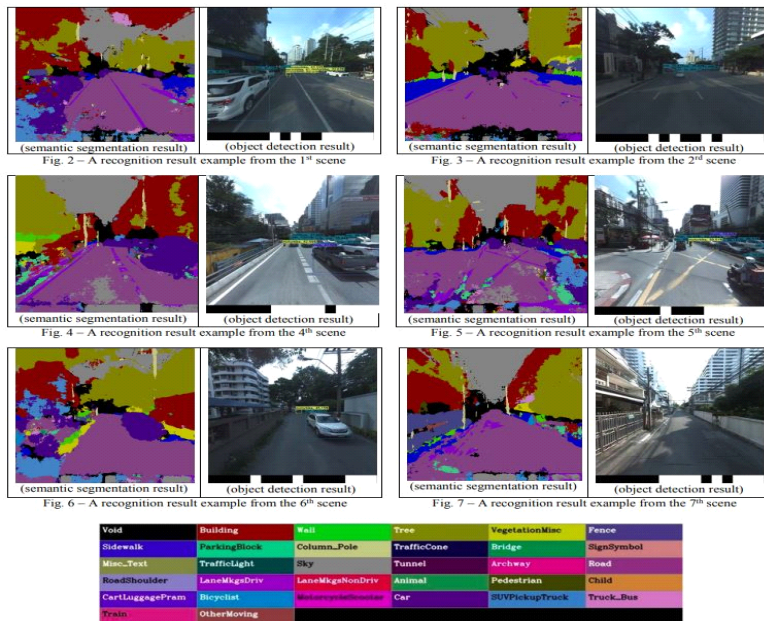 (semantic segmentation result) (object detection result) (semantic segmentation result) (object detection result)
Fig. 2 – A recognition result example from the 1st scene Fig. 3 – A recognition result example from the 2rd scene
(semantic segmentation result) (object detection result) (semantic segmentation result) (object detection result)
Fig. 4 – A recognition result example from the 4th scene Fig. 5 – A recognition result example from the 5th scene
(semantic segmentation result) (object detection result) (semantic segmentation result) (object detection result)
Fig. 6 – A recognition result example from the 6th scene Fig. 7 – A recognition result example from the 7th scene
Void Building Wall Tree VegetationMisc Fence
Sidewalk ParkingBlock Column_Pole TrafficCone Bridge SignSymbol
Misc_Text TrafficLight Sky Tunnel Archway Road
RoadShoulder LaneMkgsDriv LaneMkgsNonDriv Animal Pedestrian Child
CartLuggagePram Bicyclist MotorcycleScooter Car SUVPickupTruck Truck_Bus
Train OtherMoving